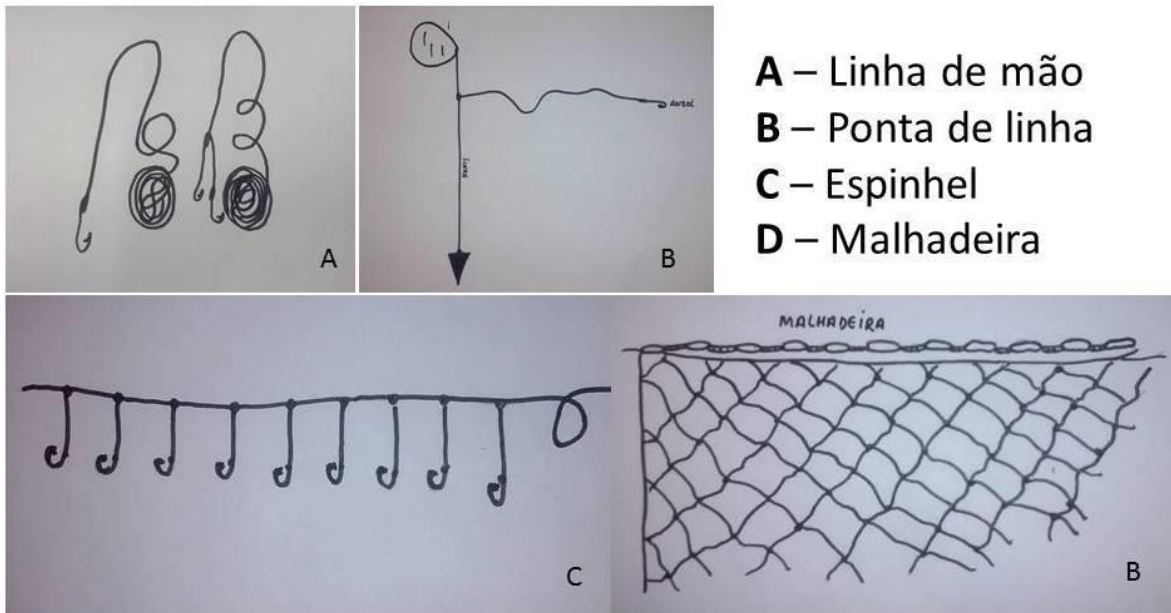 A
B
anzol
linha
A – Linha de mão
B – Ponta de linha
C – Espinhel
D – Malhadeira
C
MALHADEIRA
B